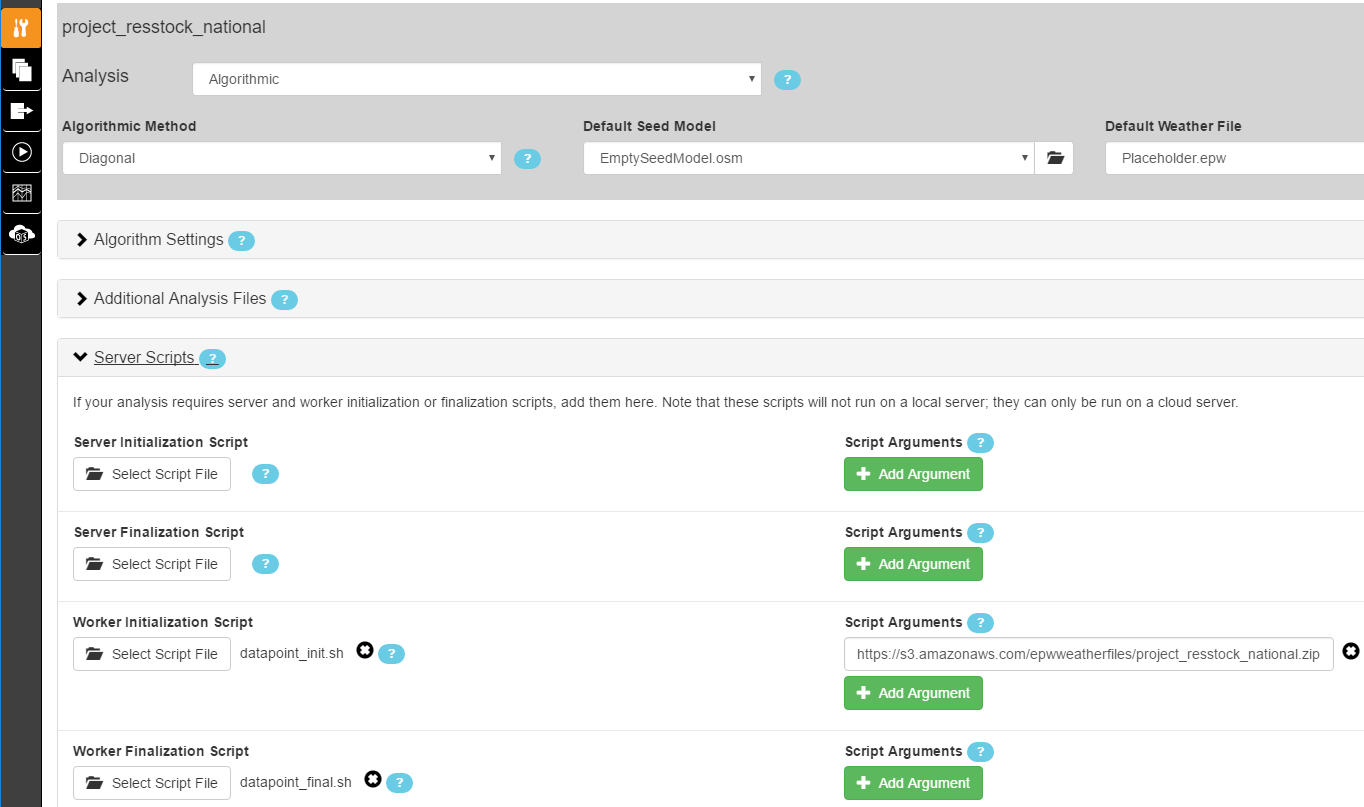 project_resstock_national
Analysis
Algorithmic
?
Algorithmic Method
Default Seed Model
Default Weather File
Diagonal
?
EmptySeedModel.osm
Placeholder.epw
Algorithm Settings ?
Additional Analysis Files ?
Server Scripts ?
If your analysis requires server and worker initialization or finalization scripts, add them here. Note that these scripts will not run on a local server; they can only be run on a cloud server.
Server Initialization Script
Script Arguments ?
Select Script File ?
Add Argument
Server Finalization Script
Script Arguments ?
Select Script File ?
Add Argument
Worker Initialization Script
Script Arguments ?
Select Script File datapoint_init.sh ?
https://s3.amazonaws.com/epwweatherfiles/project_resstock_national.zip
Add Argument
Worker Finalization Script
Script Arguments ?
Select Script File datapoint_final.sh ?
Add Argument